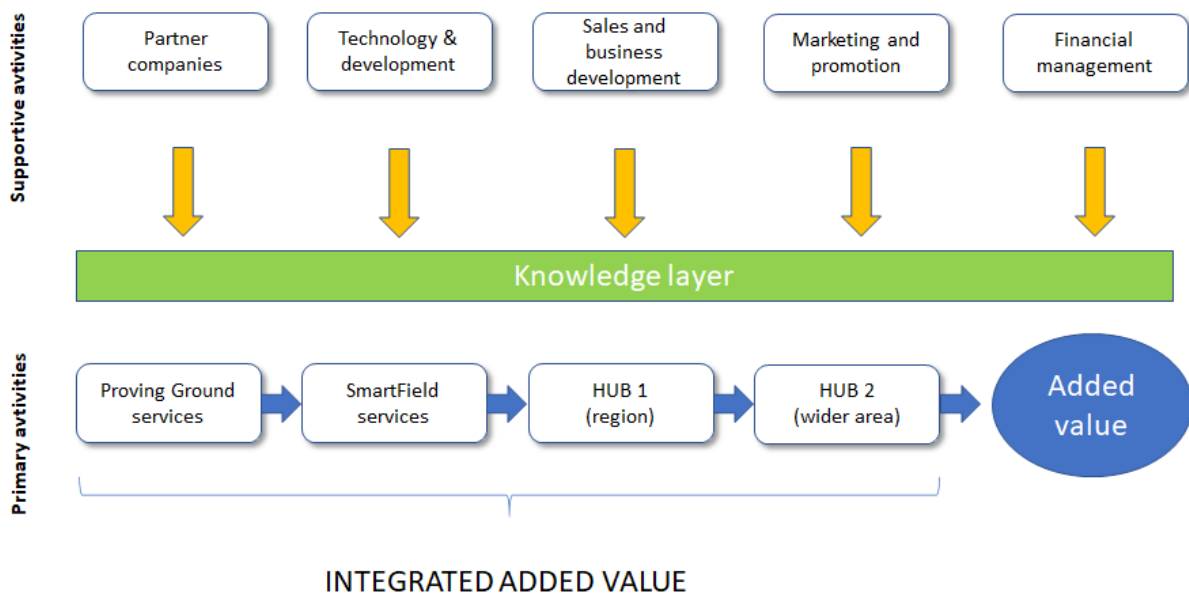 Supportive avtivities
Partner
companies
Technology &
development
Sales and
business
development
Marketing and
promotion
Financial
management
Knowledge layer
Primary avtivities
Proving Ground
services
SmartField
services
HUB 1
(region)
HUB 2
(wider area)
Added
value
INTEGRATED ADDED VALUE